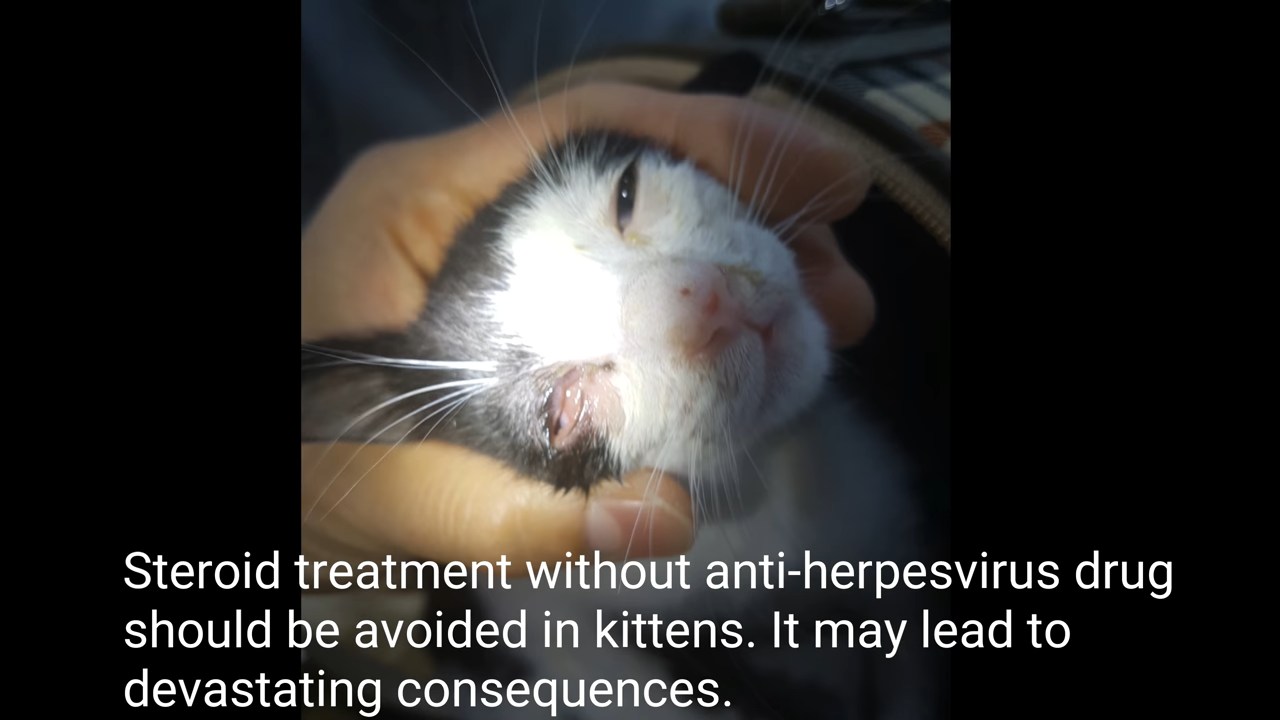 Steroid treatment without anti-herpesvirus drug
should be avoided in kittens. It may lead to
devastating consequences.